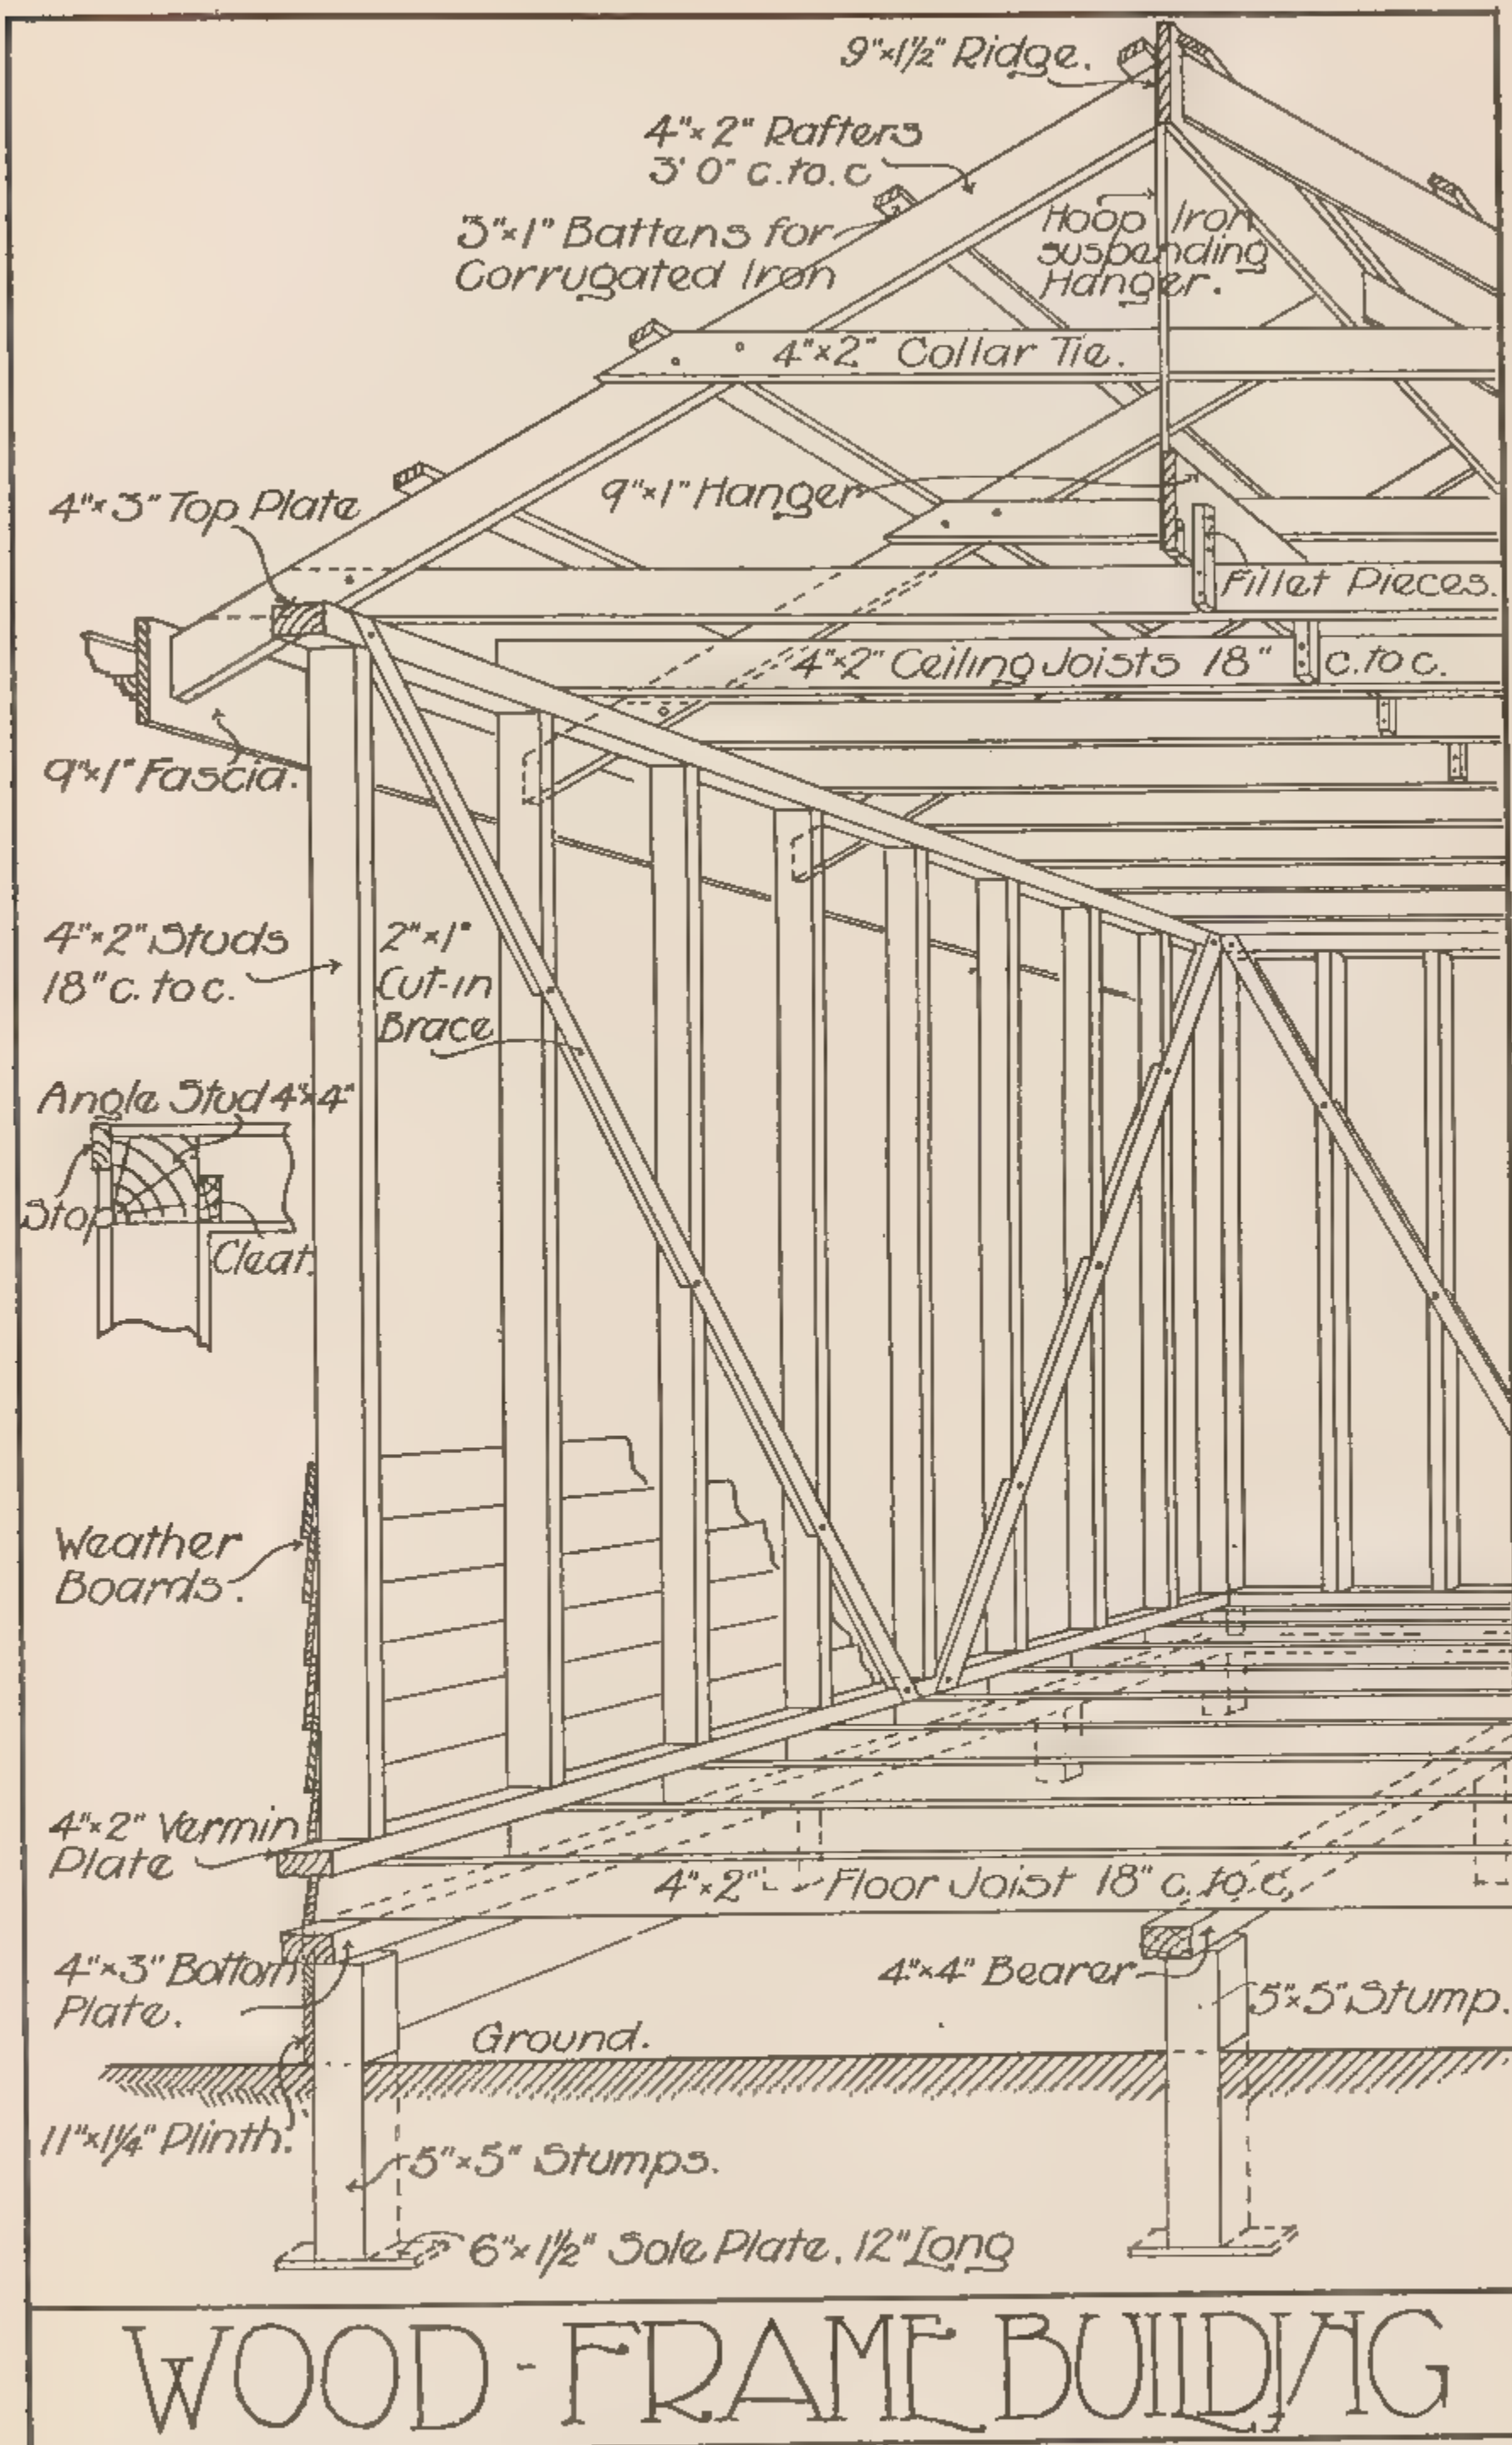 9"×1½" Ridge.
4"×2" Rafters
3' 0" c.to.c
3"×1" Battens for
Corrugated Iron
Hoop Iron
suspending
Hanger.
4"×2" Collar Tie.
4"×3" Top Plate
9"×1" Hanger
Fillet Pieces.
4"×2" Ceiling Joists 18" c.to c.
9"×1" Fascia.
4"×2" Studs
18" c. to c.
2"×1"
Cut-in
Brace
Angle Stud 4"×4"
Stop
Cleat.
Weather
Boards.
4"×2" Vermin
Plate
4"×2" Floor Joist 18" c. to. c.
4"×3" Bottom
Plate.
4"×4" Bearer
5"×5" Stump.
Ground.
11"×1¼" Plinth.
5"×5" Stumps.
6"×1½" Sole Plate. 12" Long
WOOD-FRAME BUILDING